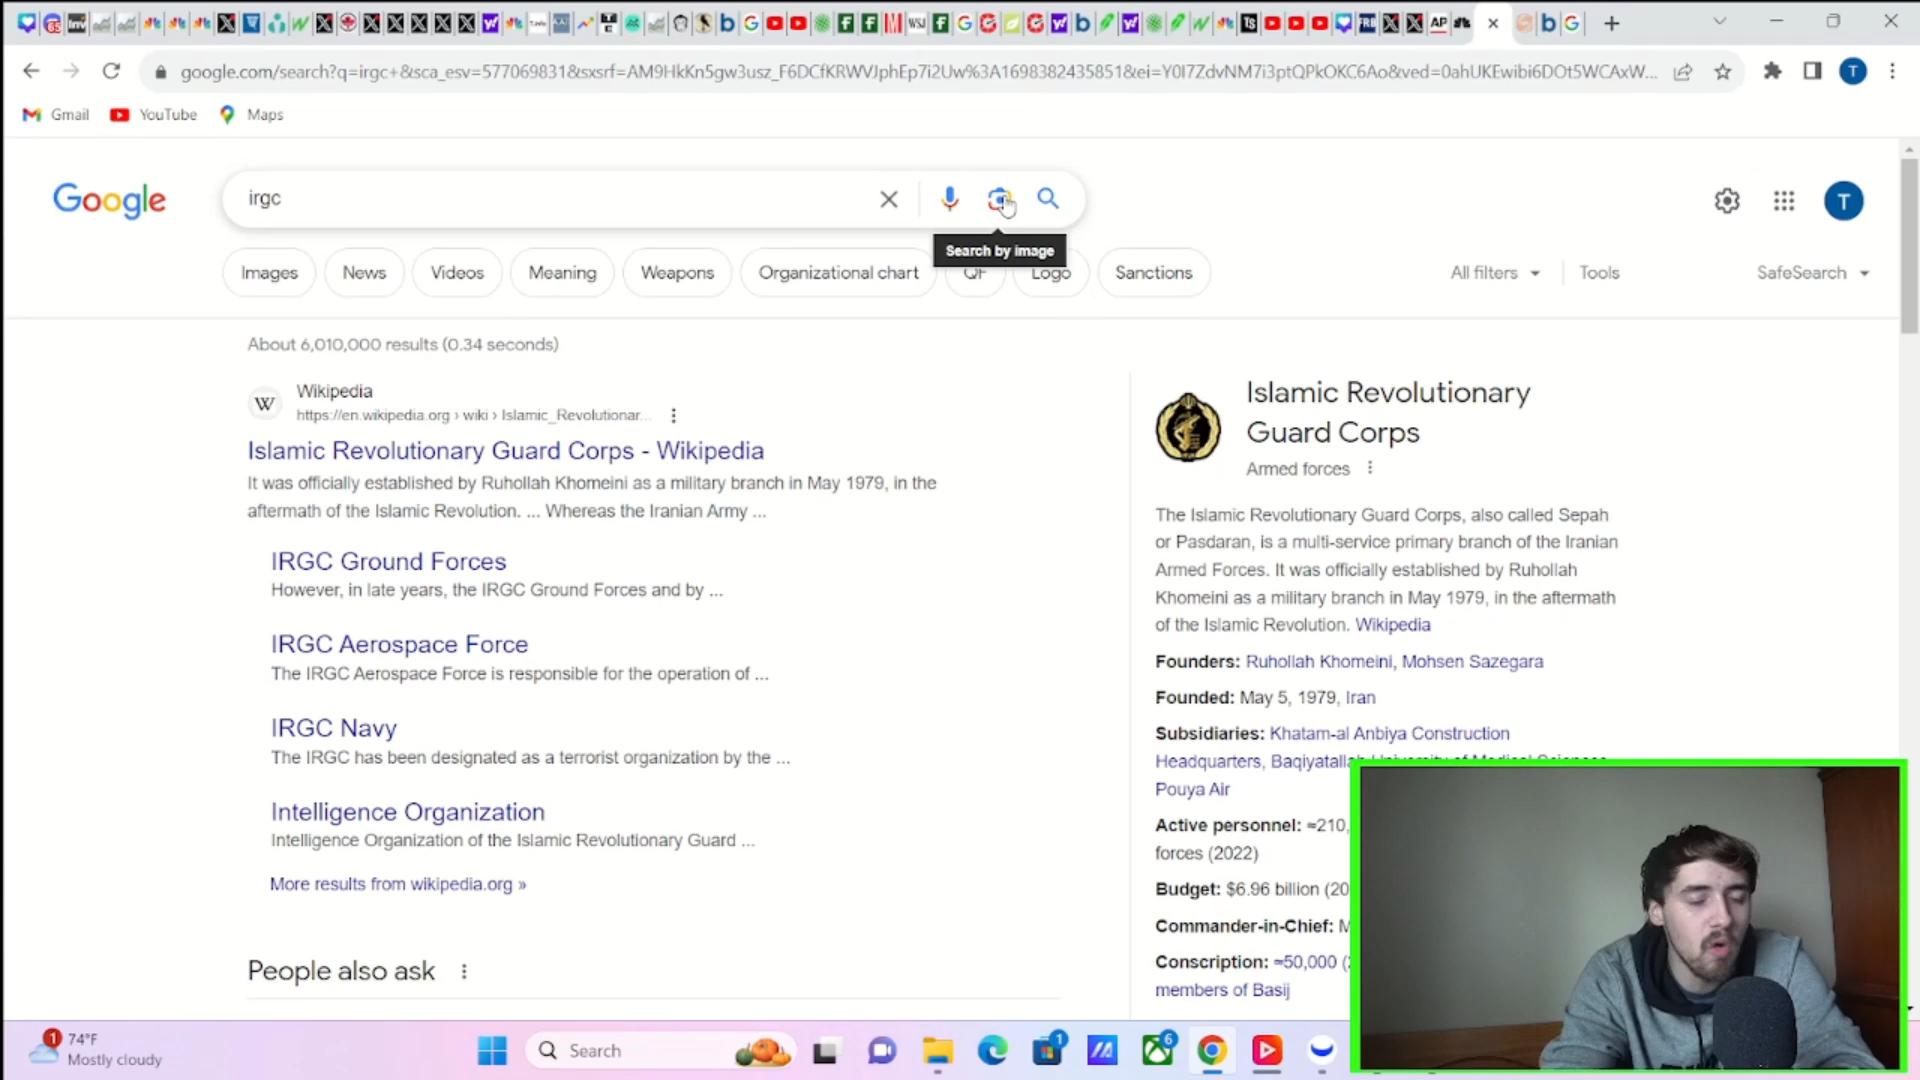 google.com/search?q=irgc+&sca_esv=577069831&sxsrf=AM9HkKn5gw3usz_F6DCfKRWVJphEp7i2Uw%3A1698382435851&ei=Y0I7ZdvNM7i3ptQPkOKC6Ao&ved=0ahUKEwibi6DOt5WCAxW...
T
Gmail
YouTube
Maps
Google
irgc
T
Search by image
Images
News
Videos
Meaning
Weapons
Organizational chart
QF
Logo
Sanctions
All filters
Tools
SafeSearch
About 6,010,000 results (0.34 seconds)
W
Wikipedia
https://en.wikipedia.org › wiki › Islamic_Revolutionar...
Islamic Revolutionary Guard Corps - Wikipedia
It was officially established by Ruhollah Khomeini as a military branch in May 1979, in the
aftermath of the Islamic Revolution. ... Whereas the Iranian Army ...
IRGC Ground Forces
However, in late years, the IRGC Ground Forces and by ...
IRGC Aerospace Force
The IRGC Aerospace Force is responsible for the operation of ...
IRGC Navy
The IRGC has been designated as a terrorist organization by the ...
Intelligence Organization
Intelligence Organization of the Islamic Revolutionary Guard ...
More results from wikipedia.org »
People also ask
Islamic Revolutionary
Guard Corps
Armed forces
The Islamic Revolutionary Guard Corps, also called Sepah
or Pasdaran, is a multi-service primary branch of the Iranian
Armed Forces. It was officially established by Ruhollah
Khomeini as a military branch in May 1979, in the aftermath
of the Islamic Revolution. Wikipedia
Founders: Ruhollah Khomeini, Mohsen Sazegara
Founded: May 5, 1979, Iran
Subsidiaries: Khatam-al Anbiya Construction
Headquarters, Baqiyatallah University of Medical Sciences,
Pouya Air
Active personnel: ≈210,
forces (2022)
Budget: $6.96 billion (20
Commander-in-Chief: M
Conscription: ≈50,000 (
members of Basij
1
74°F
Mostly cloudy
Search
1
6